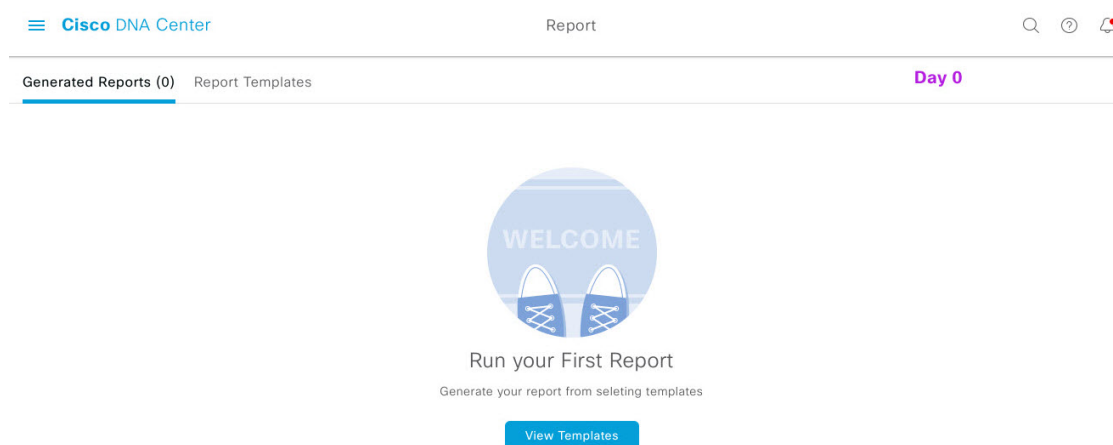 Cisco DNA Center Report
Generated Reports (0) Report Templates Day 0
WELCOME
Run your First Report
Generate your report from seleting templates
View Templates